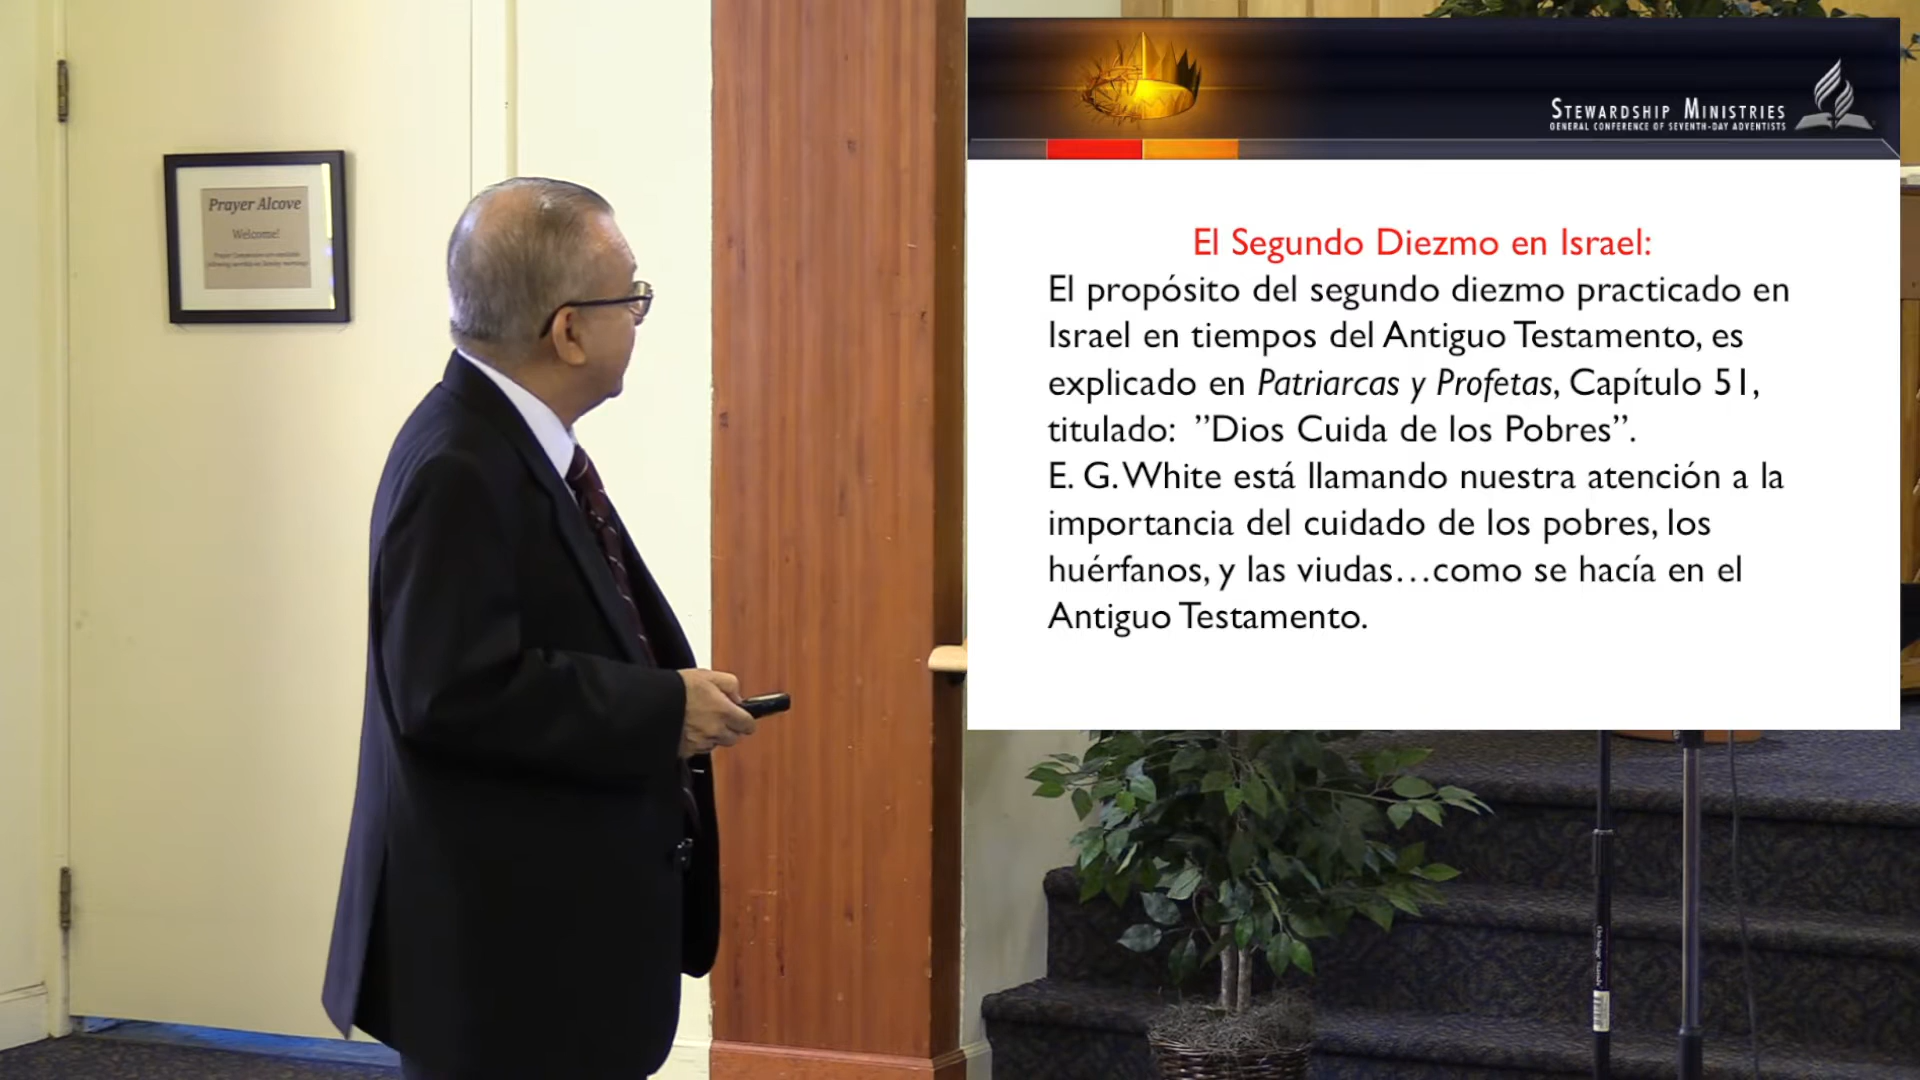 Prayer Alcove
Welcome!
STEWARDSHIP MINISTRIES
GENERAL CONFERENCE OF SEVENTH-DAY ADVENTISTS
El Segundo Diezmo en Israel:
El propósito del segundo diezmo practicado en
Israel en tiempos del Antiguo Testamento, es
explicado en Patriarcas y Profetas, Capítulo 51,
titulado: ”Dios Cuida de los Pobres”.
E. G. White está llamando nuestra atención a la
importancia del cuidado de los pobres, los
huérfanos, y las viudas…como se hacía en el
Antiguo Testamento.